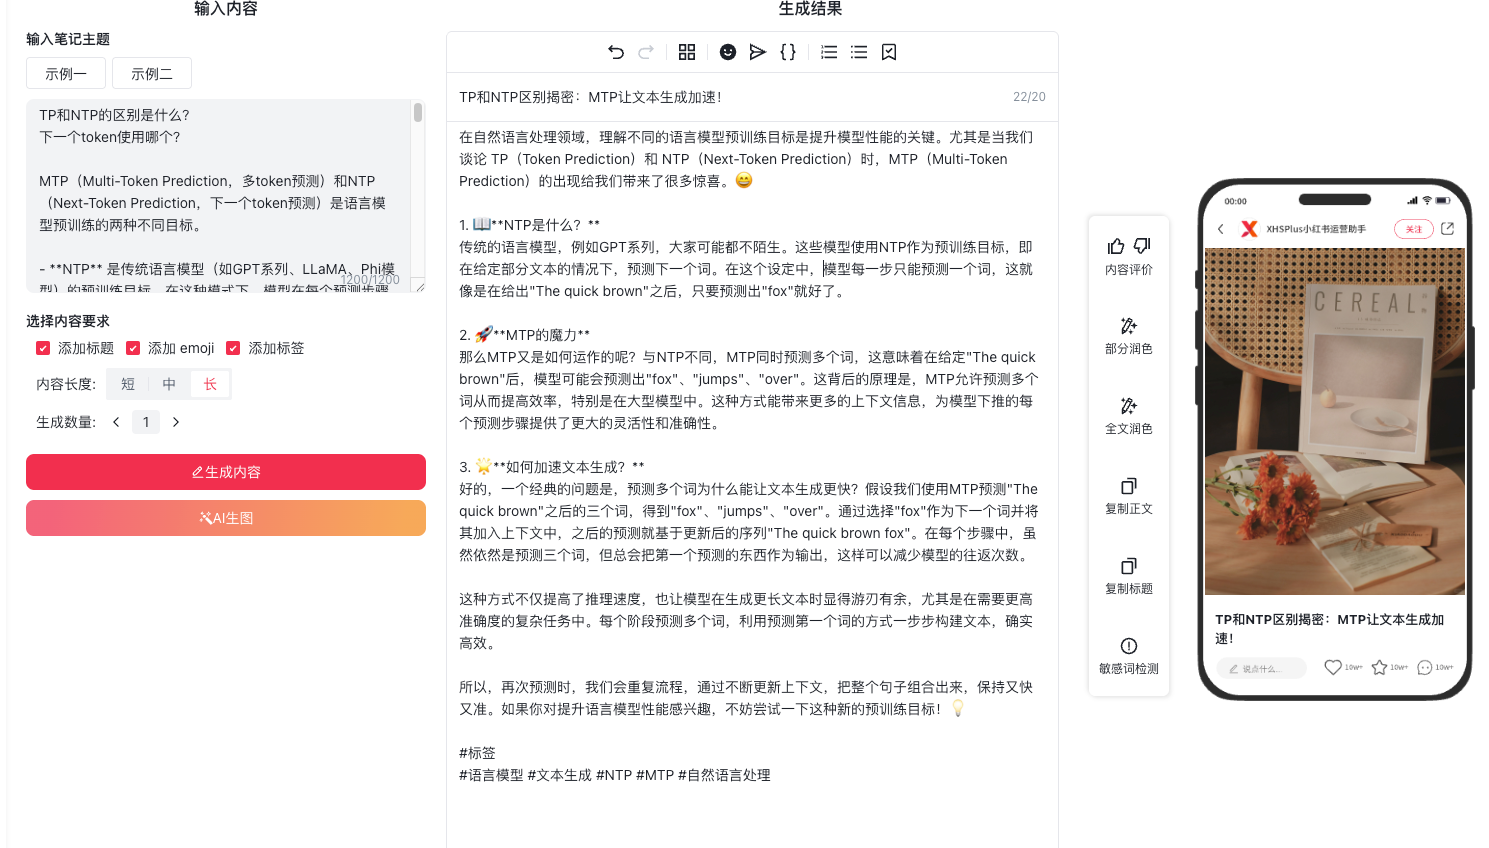 输入内容
输入笔记主题
示例一 示例二
TP和NTP的区别是什么?
下一个token使用哪个?
MTP（Multi-Token Prediction，多token预测）和NTP
（Next-Token Prediction，下一个token预测）是语言模
型预训练的两种不同目标。
- **NTP** 是传统语言模型（如GPT系列、LLaMA、Phi模
型）的预训练目标。在这种模式下，模型在每个预测步骤
1200/1200
选择内容要求
添加标题 添加 emoji 添加标签
内容长度: 短 中 长
生成数量: 1
生成内容
AI生图
生成结果
TP和NTP区别揭密：MTP让文本生成加速！
22/20
在自然语言处理领域，理解不同的语言模型预训练目标是提升模型性能的关键。尤其是当我们
谈论 TP（Token Prediction）和 NTP（Next-Token Prediction）时，MTP（Multi-Token
Prediction）的出现给我们带来了很多惊喜。😄
1. 📖**NTP是什么？**
传统的语言模型，例如GPT系列，大家可能都不陌生。这些模型使用NTP作为预训练目标，即
在给定部分文本的情况下，预测下一个词。在这个设定中，模型每一步只能预测一个词，这就
像是在给出"The quick brown"之后，只要预测出"fox"就好了。
2. 🚀**MTP的魔力**
那么MTP又是如何运作的呢？与NTP不同，MTP同时预测多个词，这意味着在给定"The quick
brown"后，模型可能会预测出"fox"、"jumps"、"over"。这背后的原理是，MTP允许预测多个
词从而提高效率，特别是在大型模型中。这种方式能带来更多的上下文信息，为模型下推的每
个预测步骤提供了更大的灵活性和准确性。
3. 🌟**如何加速文本生成？**
好的，一个经典的问题是，预测多个词为什么能让文本生成更快？假设我们使用MTP预测"The
quick brown"之后的三个词，得到"fox"、"jumps"、"over"。通过选择"fox"作为下一个词并将
其加入上下文中，之后的预测就基于更新后的序列"The quick brown fox"。在每个步骤中，虽
然依然是预测三个词，但总会把第一个预测的东西作为输出，这样可以减少模型的往返次数。
这种方式不仅提高了推理速度，也让模型在生成更长文本时显得游刃有余，尤其是在需要更高
准确度的复杂任务中。每个阶段预测多个词，利用预测第一个词的方式一步步构建文本，确实
高效。
所以，再次预测时，我们会重复流程，通过不断更新上下文，把整个句子组合出来，保持又快
又准。如果你对提升语言模型性能感兴趣，不妨尝试一下这种新的预训练目标！💡
#标签
#语言模型 #文本生成 #NTP #MTP #自然语言处理
内容评价
部分润色
全文润色
复制正文
复制标题
敏感词检测
00:00
XHSPlus小红书运营助手 关注
CEREAL
TP和NTP区别揭密：MTP让文本生成加
速！
说点什么... 10w+ 10w+ 10w+